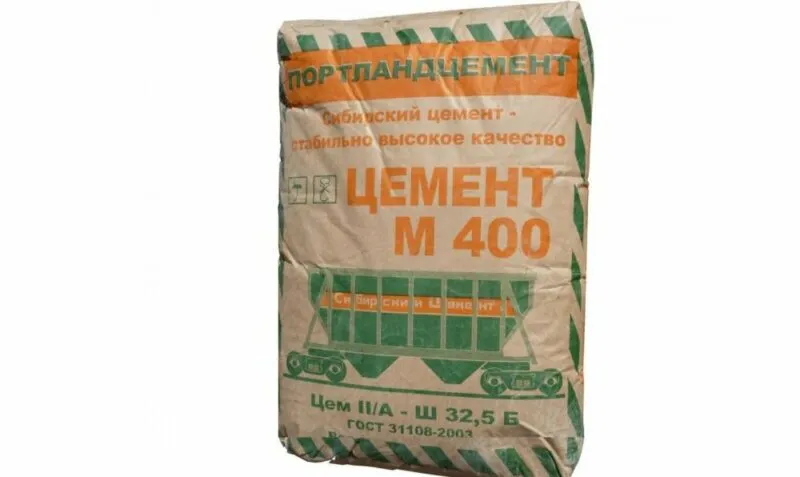 ПОРТЛАНДЦЕМЕНТ
Сибирский цемент -
стабильно высокое качество
ЦЕМЕНТ
М 400
Сибирский Цемент
Цем II/А - Ш 32,5 Б
ГОСТ 31108-2003